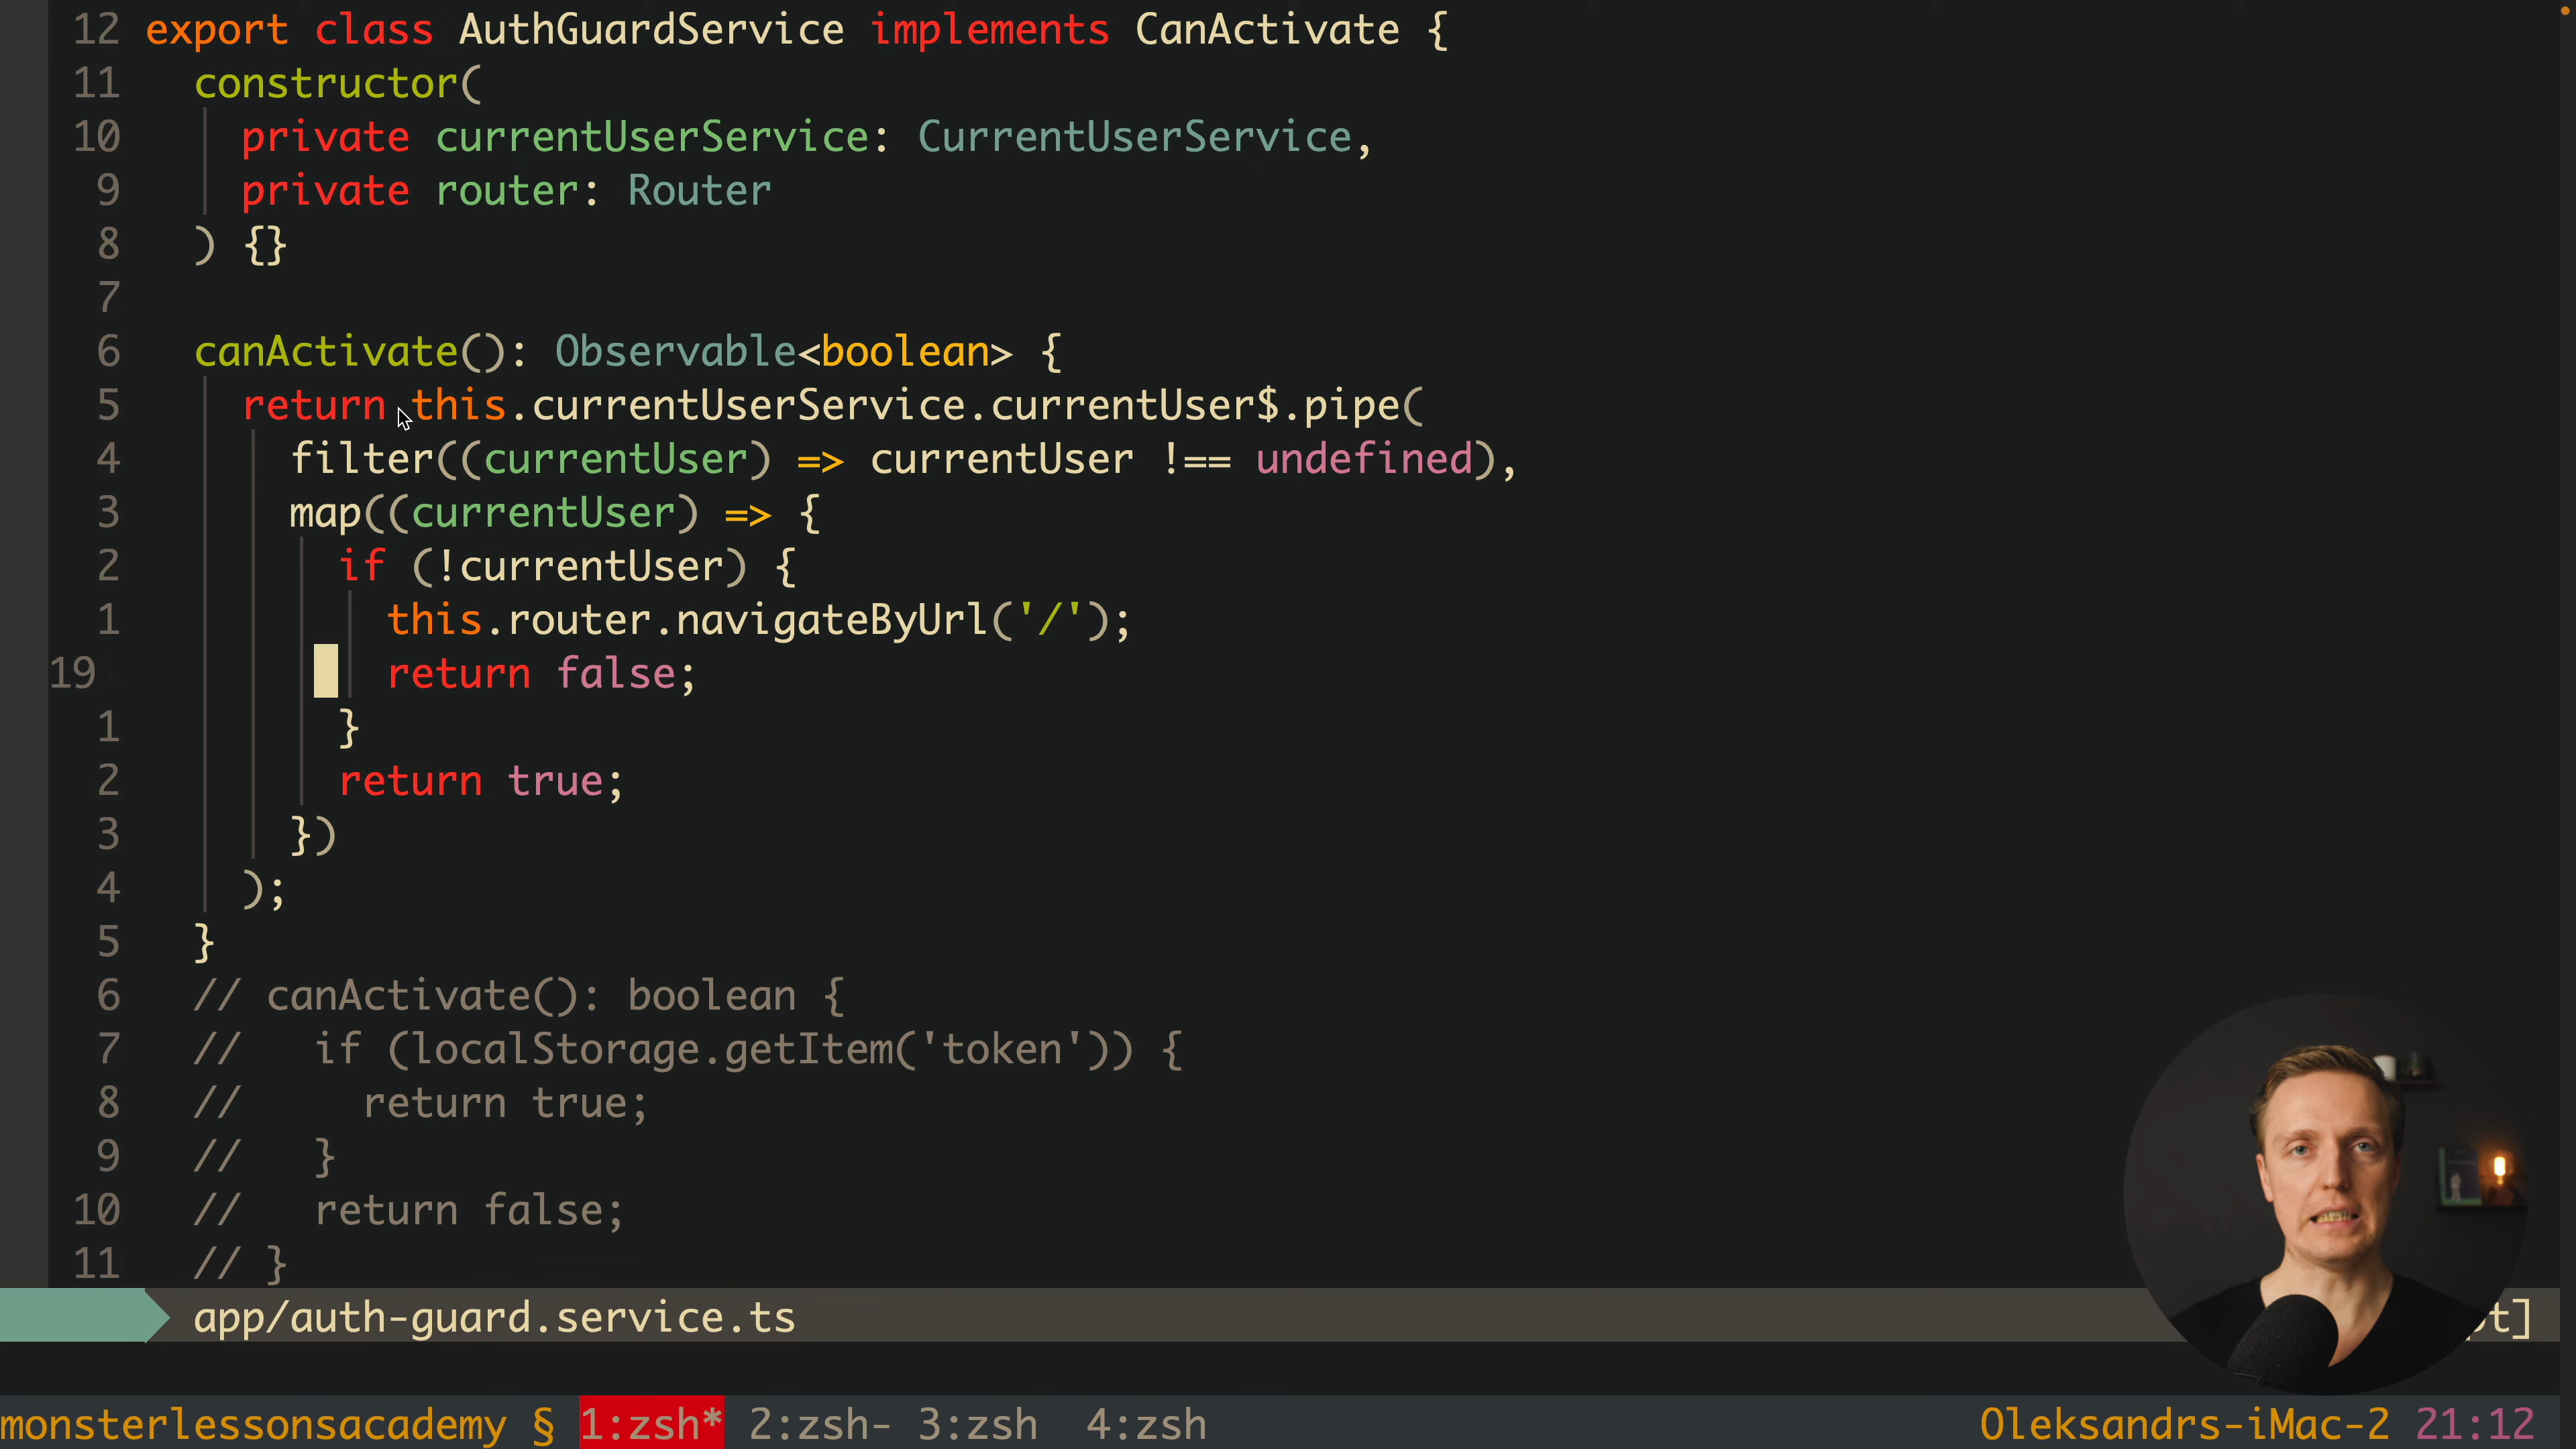 12 export class AuthGuardService implements CanActivate {
11   constructor(
10     private currentUserService: CurrentUserService,
9     private router: Router
8   ) {}
7
6   canActivate(): Observable<boolean> {
5     return this.currentUserService.currentUser$.pipe(
4       filter((currentUser) => currentUser !== undefined),
3       map((currentUser) => {
2         if (!currentUser) {
1           this.router.navigateByUrl('/');
19           return false;
1         }
2         return true;
3       })
4     );
5   }
6   // canActivate(): boolean {
7   //   if (localStorage.getItem('token')) {
8   //     return true;
9   //   }
10   //   return false;
11   // }
app/auth-guard.service.ts
t]
monsterlessonsacademy § 1:zsh* 2:zsh- 3:zsh 4:zsh Oleksandrs-iMac-2 21:12